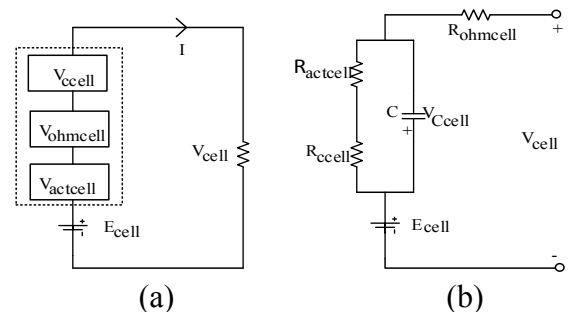 I
Vccell
Vohmcell
Vactcell
Ecell
Vcell
(a)
Rohmcell
+
Ractcell
C
VCcell
+
Rccell
Vcell
Ecell
-
(b)